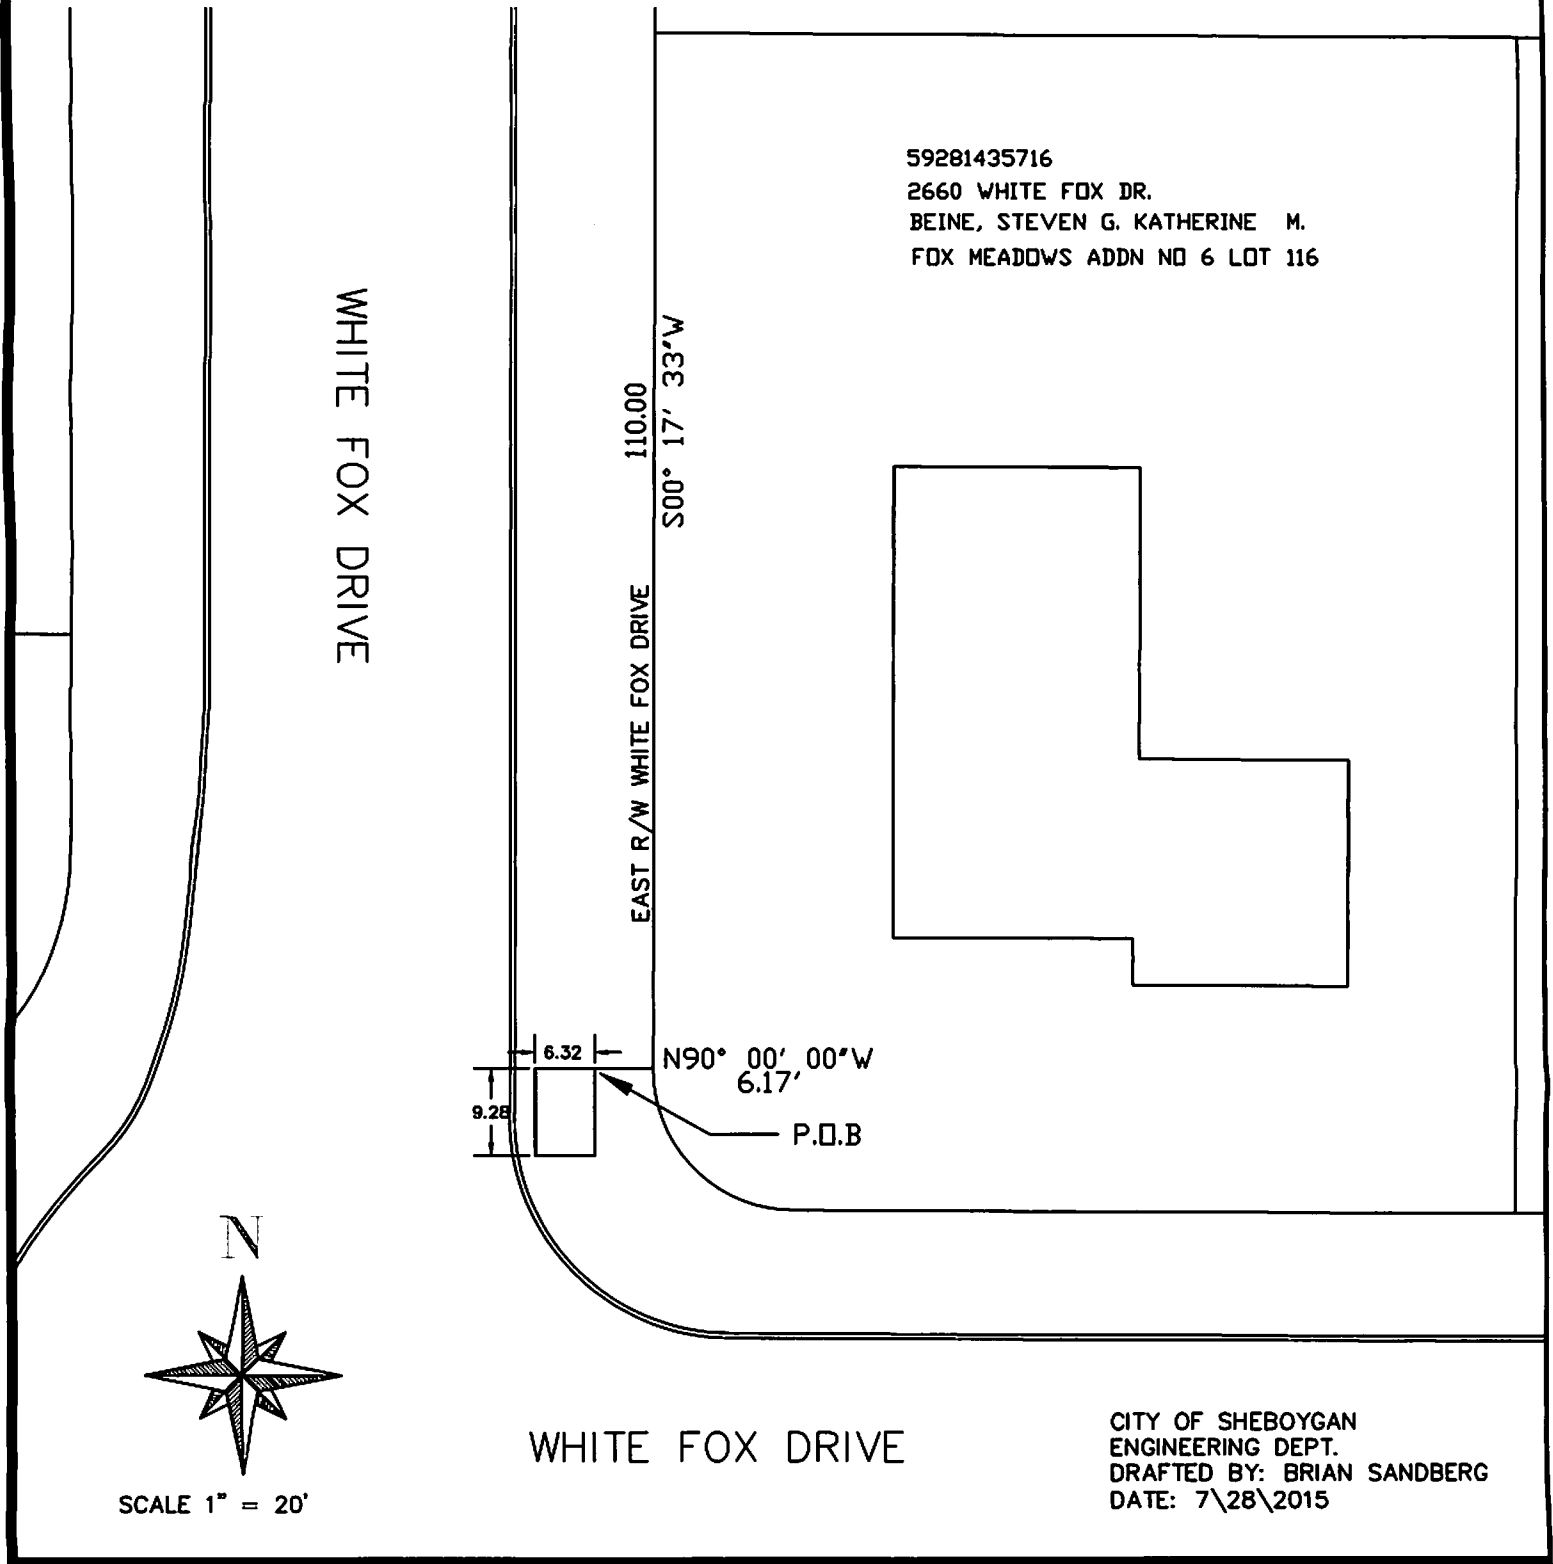 59281435716
2660 WHITE FOX DR.
BEINE, STEVEN G. KATHERINE M.
FOX MEADOWS ADDN NO 6 LOT 116
WHITE FOX DRIVE
110.00
S00° 17' 33"W
EAST R/W WHITE FOX DRIVE
6.32
N90° 00' 00"W
6.17'
9.28
P.O.B
N
SCALE 1" = 20'
WHITE FOX DRIVE
CITY OF SHEBOYGAN
ENGINEERING DEPT.
DRAFTED BY: BRIAN SANDBERG
DATE: 7\28\2015